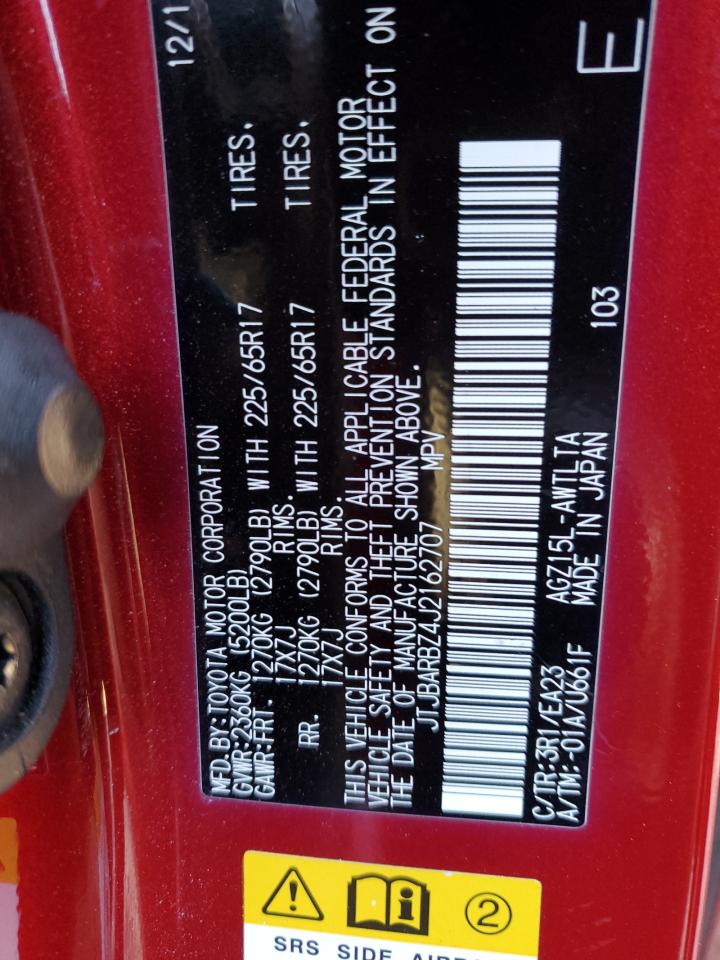 MFD.BY:TOYOTA MOTOR CORPORATION 12/1
GVWR:2360KG (5200LB)
GAWR:FRT. 1270KG (2790LB) WITH 225/65R17 TIRES.
17X7J RIMS.
RR. 1270KG (2790LB) WITH 225/65R17 TIRES.
17X7J RIMS.
THIS VEHICLE CONFORMS TO ALL APPLICABLE FEDERAL MOTOR
VEHICLE SAFETY AND THEFT PREVENTION STANDARDS IN EFFECT ON
THE DATE OF MANUFACTURE SHOWN ABOVE.
JTJBARBZ4J2162707 MPV
C/TR:3R1/EA23 AGZ15L-AWTLTA
A/TM:-01A/U661F MADE IN JAPAN 103 E
2
SRS SIDE